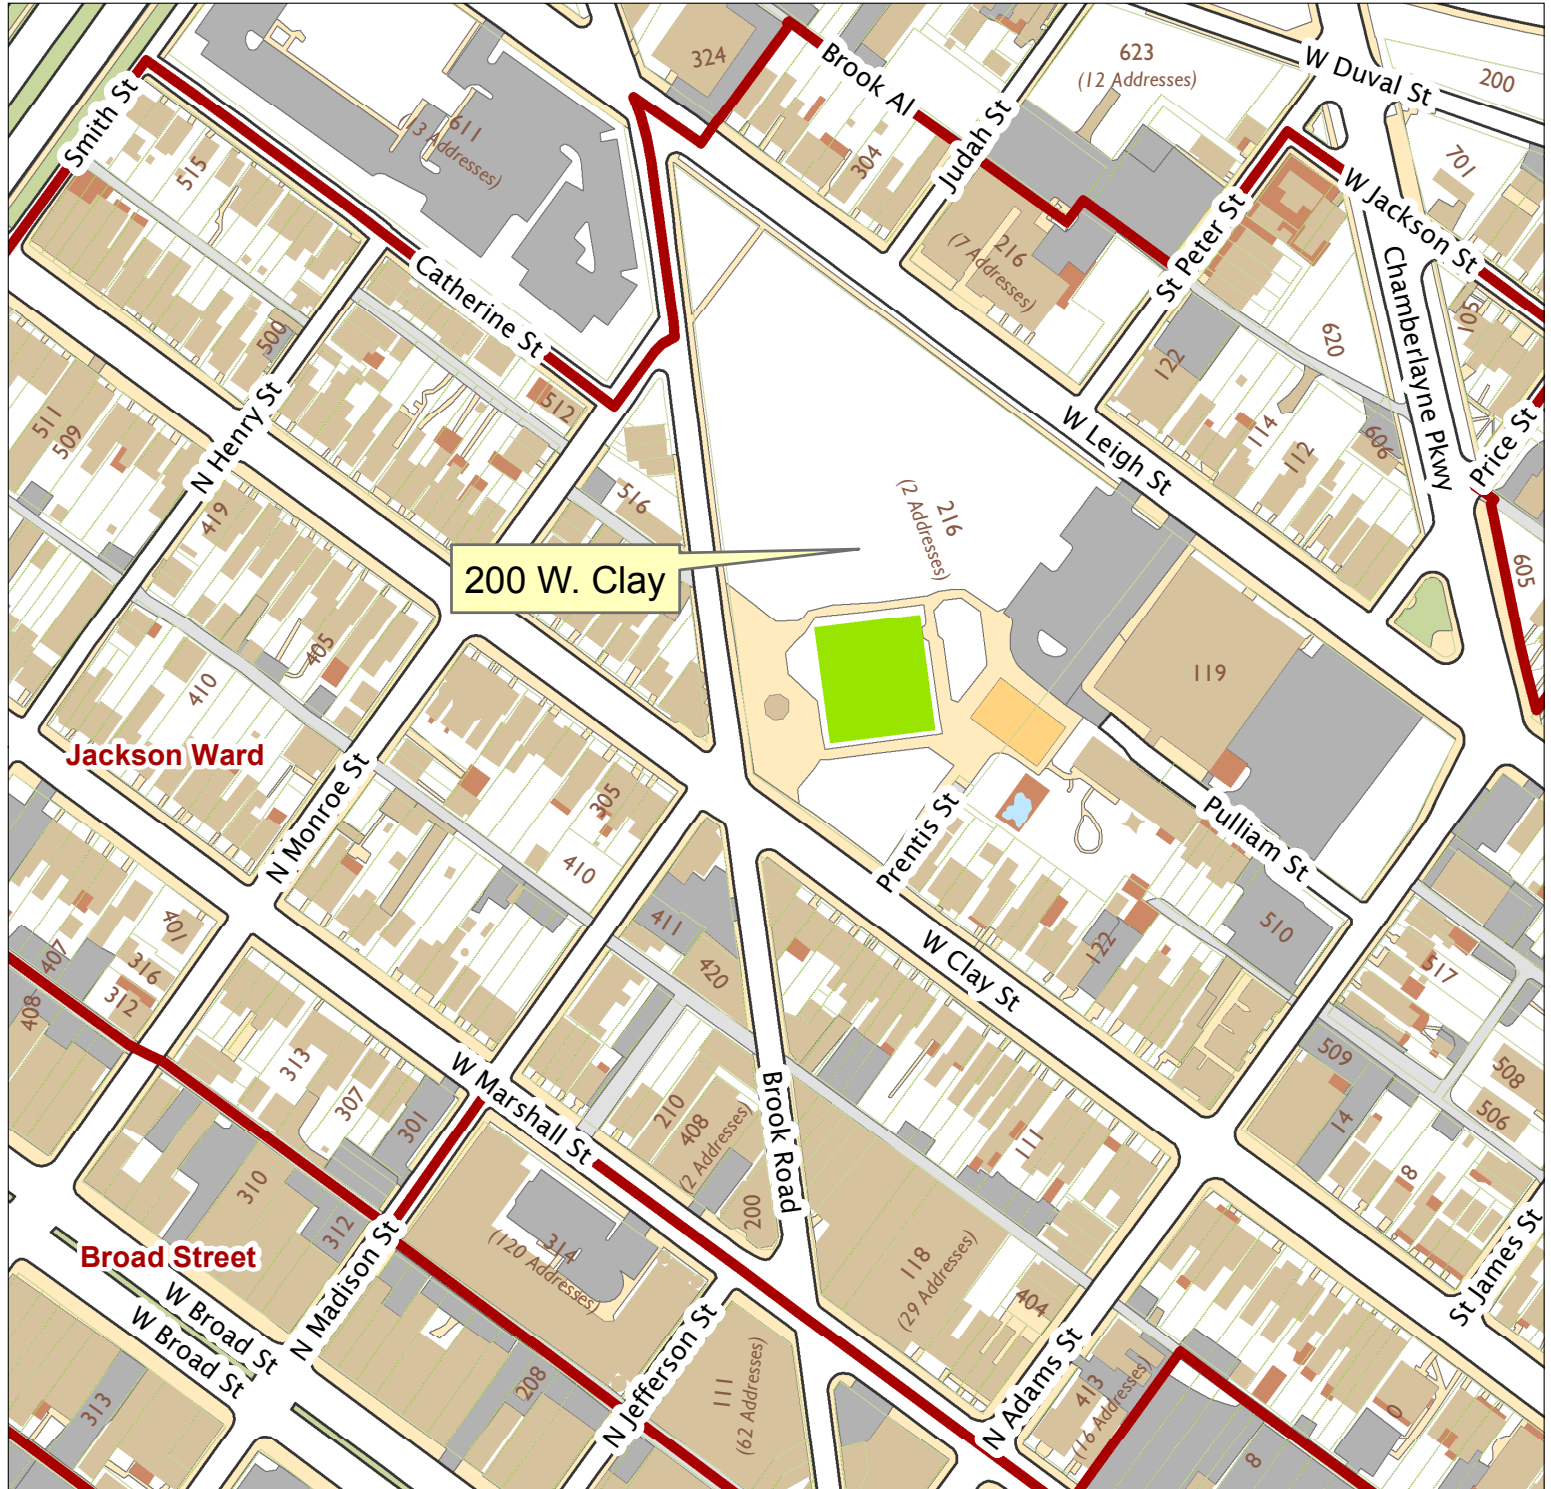 324
Brook Al
623
(12 Addresses)
W Duval St
200
Smith St
611
(13 Addresses)
515
304
Judah St
701
W Jackson St
St Peter St
216
(7 Addresses)
Catherine St
Chamberlayne Pkwy
105
500
620
122
512
511
509
N Henry St
W Leigh St
114
112
606
Price St
419
516
216
(2 Addresses)
605
200 W. Clay
405
410
119
Jackson Ward
N Monroe St
305
Prentis St
Pulliam St
410
401
411
510
407
316
312
408
420
W Clay St
122
517
313
307
301
W Marshall St
210
408
(2 Addresses)
Brook Road
509
508
506
14
111
8
310
312
200
Broad Street
314
(120 Addresses)
118
(29 Addresses)
404
St James St
W Broad St
W Broad St
N Madison St
N Jefferson St
N Adams St
313
208
111
(62 Addresses)
413
(16 Addresses)
0
8